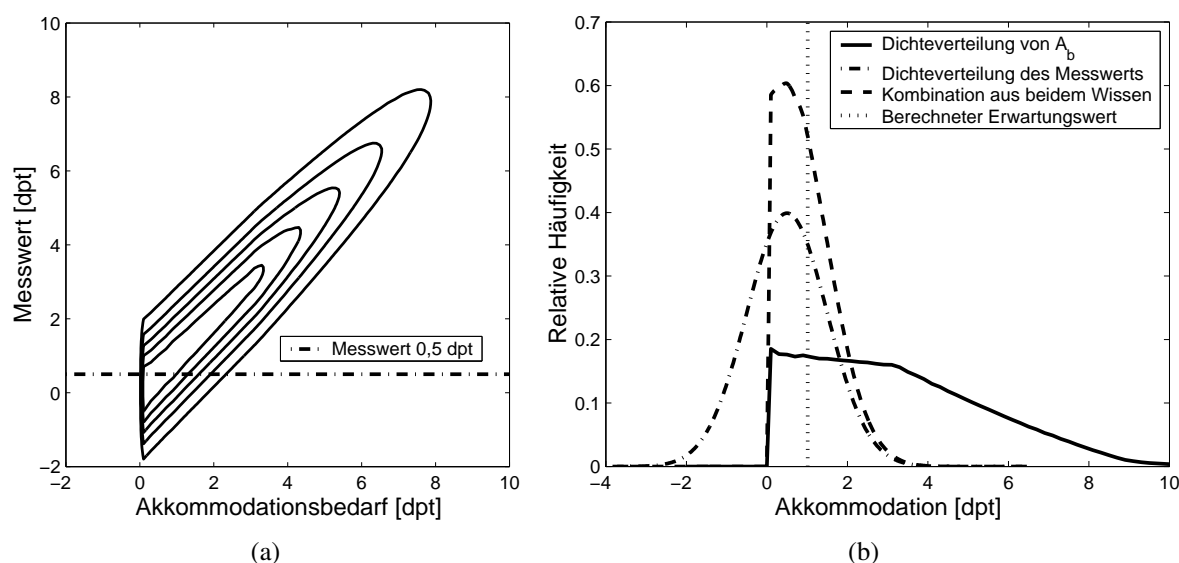 10
8
6
4
2
0
−2
−2
0
2
4
6
8
10
Messwert [dpt]
Akkommodationsbedarf [dpt]
Messwert 0,5 dpt
(a)
0.7
0.6
0.5
0.4
0.3
0.2
0.1
0
−4
−2
0
2
4
6
8
10
Relative Häufigkeit
Akkommodation [dpt]
Dichteverteilung von A_b
Dichteverteilung des Messwerts
Kombination aus beidem Wissen
Berechneter Erwartungswert
(b)